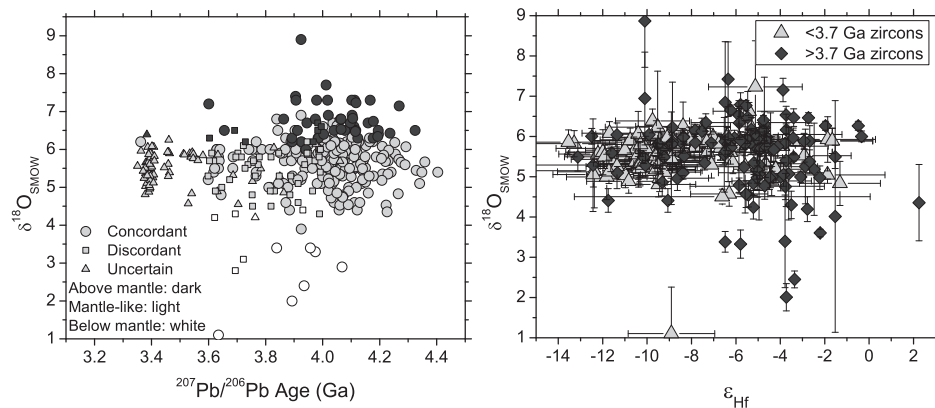 9
8
7
6
5
4
3
2
1
δ18OSMOW
Concordant
Discordant
Uncertain
Above mantle: dark
Mantle-like: light
Below mantle: white
3.2 3.4 3.6 3.8 4.0 4.2 4.4
207Pb/206Pb Age (Ga)
9
8
7
6
5
4
3
2
1
δ18OSMOW
<3.7 Ga zircons
>3.7 Ga zircons
-14 -12 -10 -8 -6 -4 -2 0 2
εHf